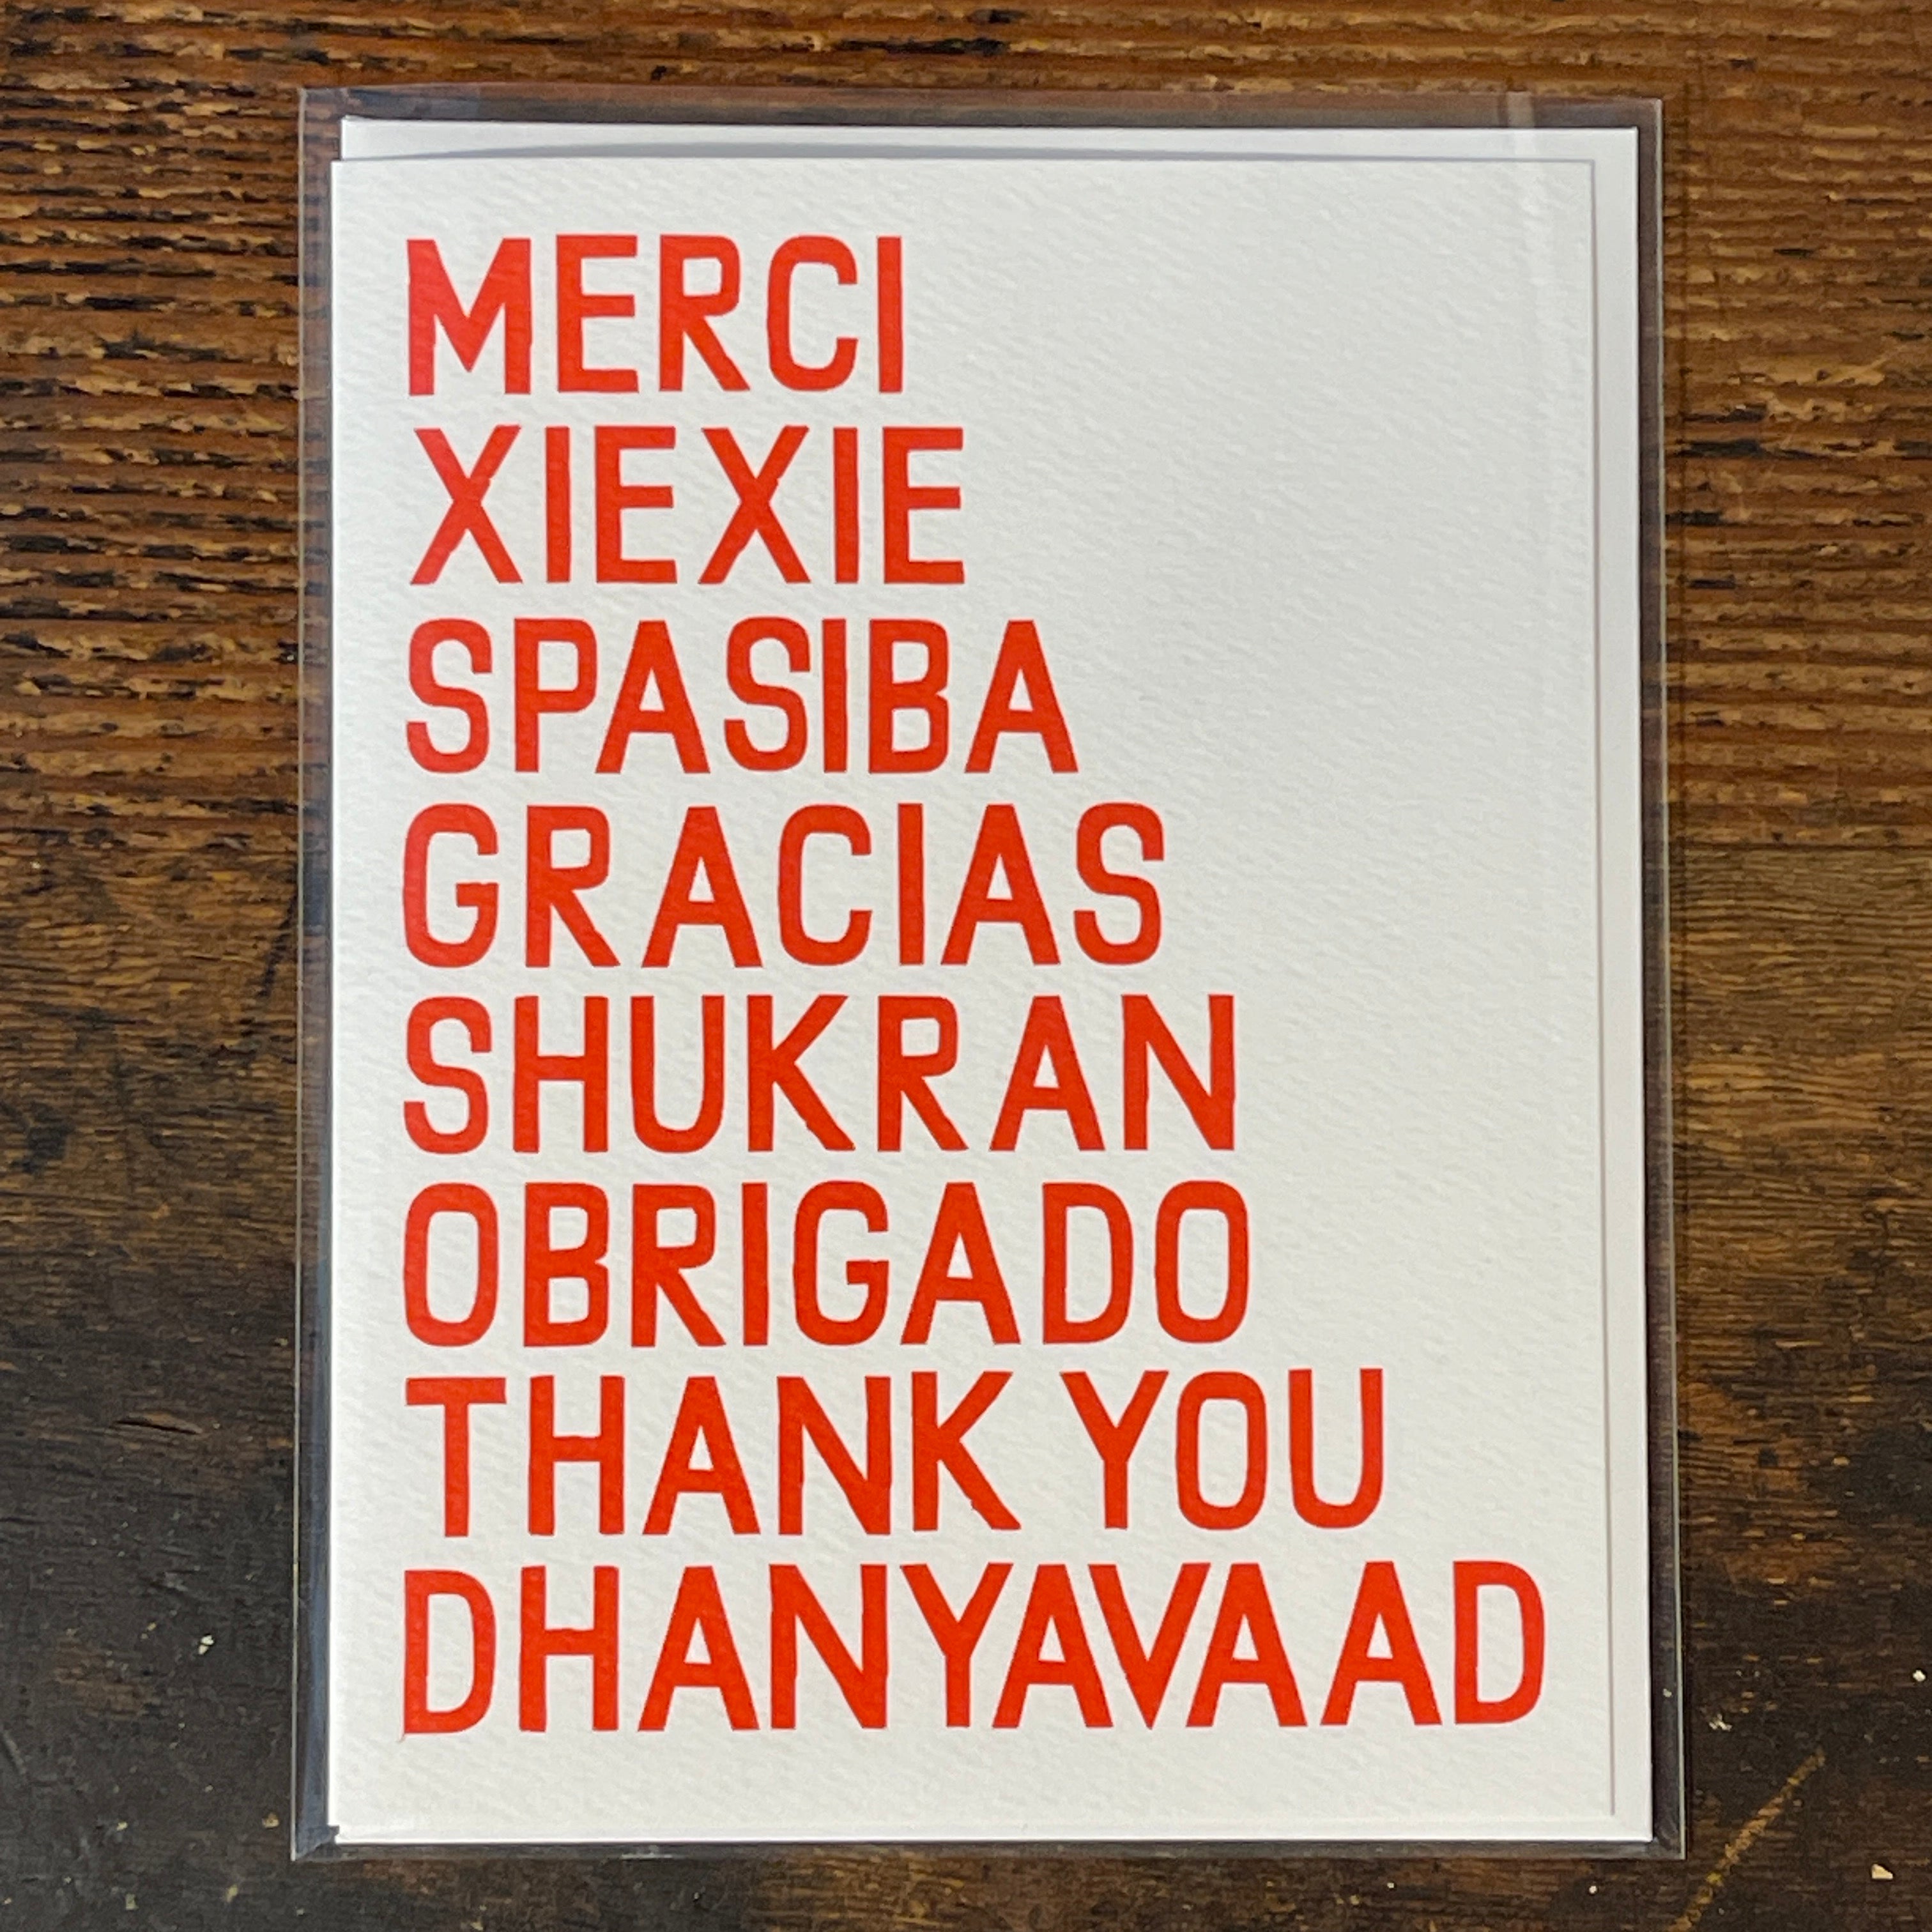 MERCI
XIEXIE
SPASIBA
GRACIAS
SHUKRAN
OBRIGADO
THANK YOU
DHANYAVAAD